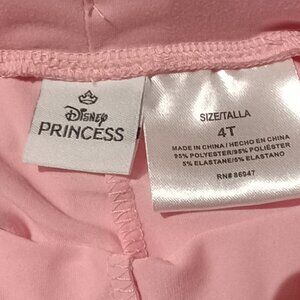 Disney
PRINCESS
SIZE/TALLA
4T
MADE IN CHINA / HECHO EN CHINA
95% POLYESTER/95% POLIÉSTER
5% ELASTANE/5% ELASTANO
RN# 86947